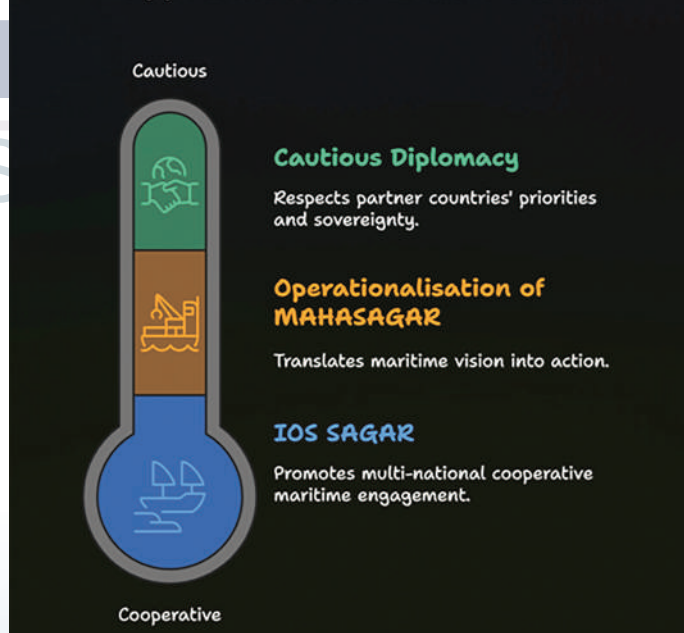 Cautious
Cautious Diplomacy
Respects partner countries' priorities
and sovereignty.
Operationalisation of
MAHASAGAR
Translates maritime vision into action.
IOS SAGAR
Promotes multi-national cooperative
maritime engagement.
Cooperative